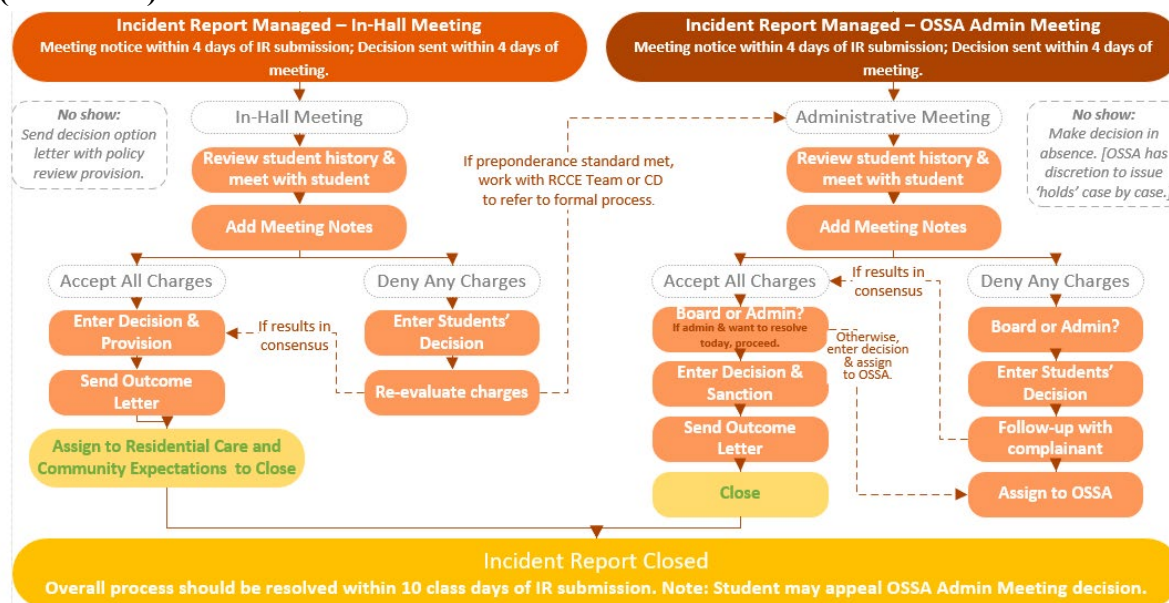 Incident Report Managed – In-Hall Meeting
Meeting notice within 4 days of IR submission; Decision sent within 4 days of
meeting.
No show:
Send decision option
letter with policy
review provision.
In-Hall Meeting
Review student history &
meet with student
Add Meeting Notes
Accept All Charges
Deny Any Charges
Enter Decision &
Provision
If results in
consensus
Enter Students’
Decision
Send Outcome
Letter
Re-evaluate charges
Assign to Residential Care and
Community Expectations to Close
If preponderance standard met,
work with RCCE Team or CD
to refer to formal process.
Incident Report Managed – OSSA Admin Meeting
Meeting notice within 4 days of IR submission; Decision sent within 4 days of
meeting.
Administrative Meeting
No show:
Make decision in
absence. [OSSA has
discretion to issue
‘holds’ case by case.]
Review student history &
meet with student
Add Meeting Notes
Accept All Charges
If results in
consensus
Deny Any Charges
Board or Admin?
If admin & want to resolve
today, proceed.
Otherwise,
enter decision
& assign
to OSSA.
Board or Admin?
Enter Decision &
Sanction
Enter Students’
Decision
Send Outcome
Letter
Follow-up with
complainant
Close
Assign to OSSA
Incident Report Closed
Overall process should be resolved within 10 class days of IR submission. Note: Student may appeal OSSA Admin Meeting decision.